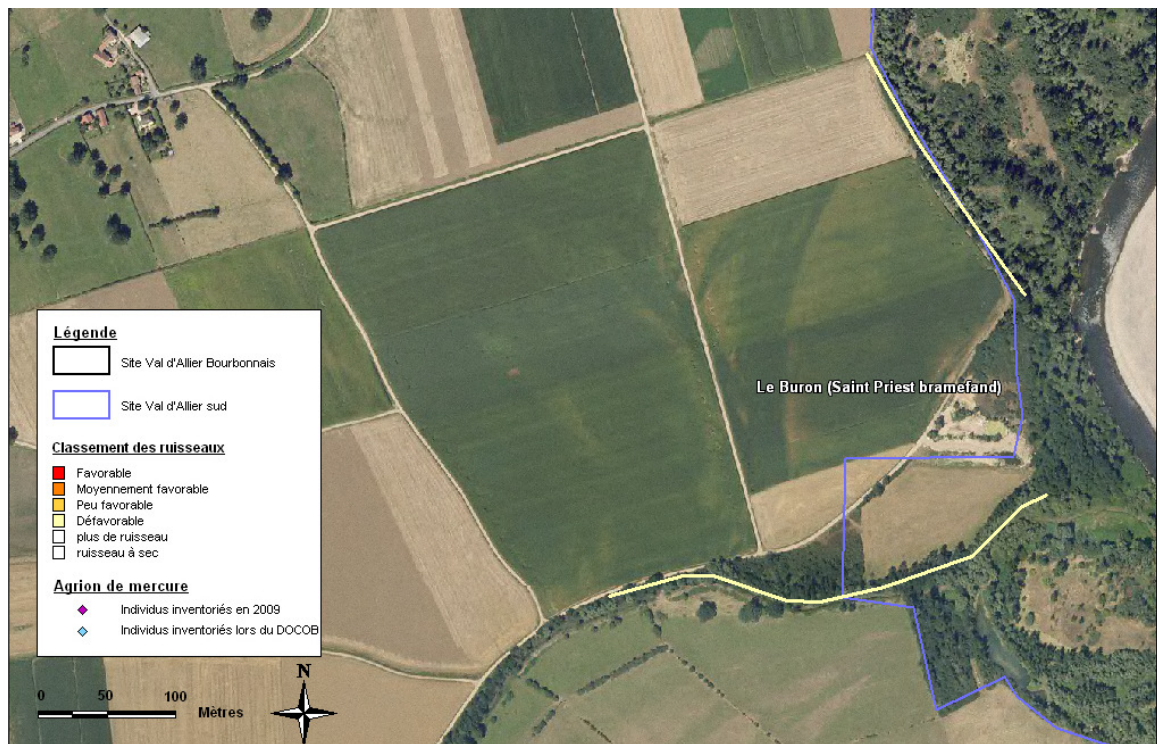 Le Buron (Saint Priest bramefand)
Légende
Site Val d'Allier Bourbonnais
Site Val d'Allier sud
Classement des ruisseaux
Favorable
Moyennement favorable
Peu favorable
Défavorable
plus de ruisseau
ruisseau à sec
Agrion de mercure
Individus inventoriés en 2009
Individus inventoriés lors du DOCOB
N
0 50 100
Mètres